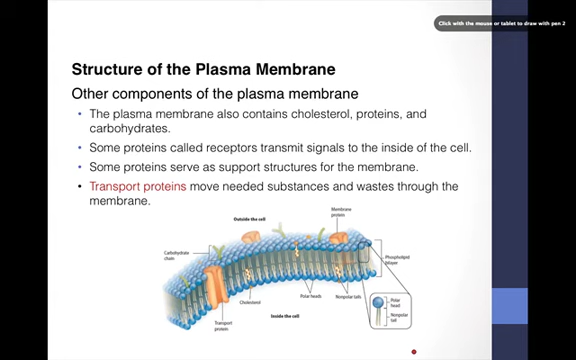 Click with the mouse or tablet to draw with pen 2
Structure of the Plasma Membrane
Other components of the plasma membrane
• The plasma membrane also contains cholesterol, proteins, and
carbohydrates.
• Some proteins called receptors transmit signals to the inside of the cell.
• Some proteins serve as support structures for the membrane.
• Transport proteins move needed substances and wastes through the
membrane.
Membrane
protein
Outside the cell
Carbohydrate
chain
Phospholipid
bilayer
Cholesterol
Polar heads
Nonpolar tails
Polar
head
Nonpolar
tail
Inside the cell
Transport
protein